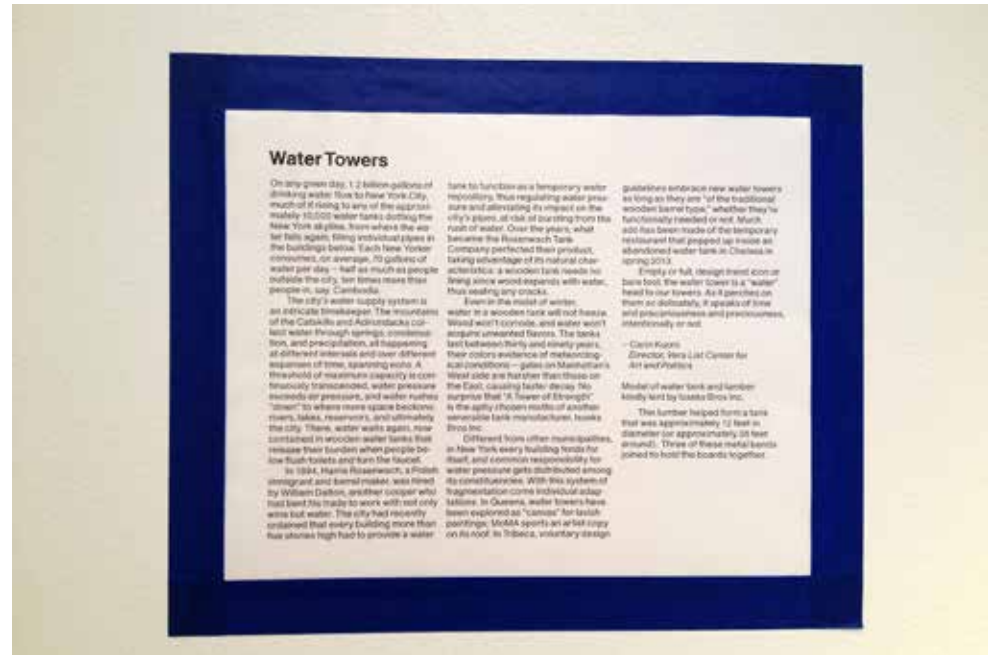 Water Towers
On any given day, 1.2 billion gallons of
drinking water flow to New York City,
much of it rising to any of the approxi-
mately 10,000 water tanks dotting the
New York skyline, from where the wa-
ter falls again, filling individual pipes in
the buildings below. Each New Yorker
consumes, on average, 70 gallons of
water per day – half as much as people
outside the city, ten times more than
people in, say, Cambodia.
The city's water supply system is
an intricate timekeeper. The mountains
of the Catskills and Adirondacks col-
lect water through springs, condensa-
tion, and precipitation, all happening
at different intervals and over different
expanses of time, spanning eons. A
threshold of maximum capacity is con-
tinuously transcended, water pressure
exceeds air pressure, and water rushes
"down" to where more space beckons:
rivers, lakes, reservoirs, and ultimately
the city. There, water waits again, now
contained in wooden water tanks that
release their burden when people be-
low flush toilets and turn the faucet.
In 1894, Harris Rosenwach, a Polish
immigrant and barrel maker, was hired
by William Dalton, another cooper who
had bent his trade to work with not only
wine but water. The city had recently
ordained that every building more than
five stories high had to provide a water
tank to function as a temporary water
repository, thus regulating water pres-
sure and alleviating its impact on the
city's pipes, at risk of bursting from the
rush of water. Over the years, what
became the Rosenwach Tank
Company perfected their product,
taking advantage of its natural char-
acteristics: a wooden tank needs no
lining since wood expands with water,
thus sealing any cracks.
Even in the midst of winter,
water in a wooden tank will not freeze.
Wood won't corrode, and water won't
acquire unwanted flavors. The tanks
last between thirty and ninety years,
their colors evidence of meteorolog-
ical conditions – gales on Manhattan's
West side are harsher than those on
the East, causing faster decay. No
surprise that "A Tower of Strength"
is the aptly chosen motto of another
venerable tank manufacturer, Isseks
Bros Inc.
Different from other municipalities,
in New York every building fends for
itself, and common responsibility for
water pressure gets distributed among
its constituencies. With this system of
fragmentation come individual adap-
tations. In Queens, water towers have
been explored as "canvas" for lavish
paintings; MoMA sports an artist copy
on its roof. In Tribeca, voluntary design
guidelines embrace new water towers
as long as they are "of the traditional
wooden barrel type," whether they're
functionally needed or not. Much
ado has been made of the temporary
restaurant that popped up inside an
abandoned water tank in Chelsea in
spring 2013.
Empty or full, design trend icon or
bare tool, the water tower is a "water"
head to our towers. As it perches on
them so delicately, it speaks of time
and precariousness and preciousness,
intentionally or not.
– Carin Kuoni
Director, Vera List Center for
Art and Politics
Model of water tank and lumber
kindly lent by Isseks Bros Inc.
This lumber helped form a tank
that was approximately 12 feet in
diameter (or approximately 38 feet
around). Three of these metal bands
joined to hold the boards together.